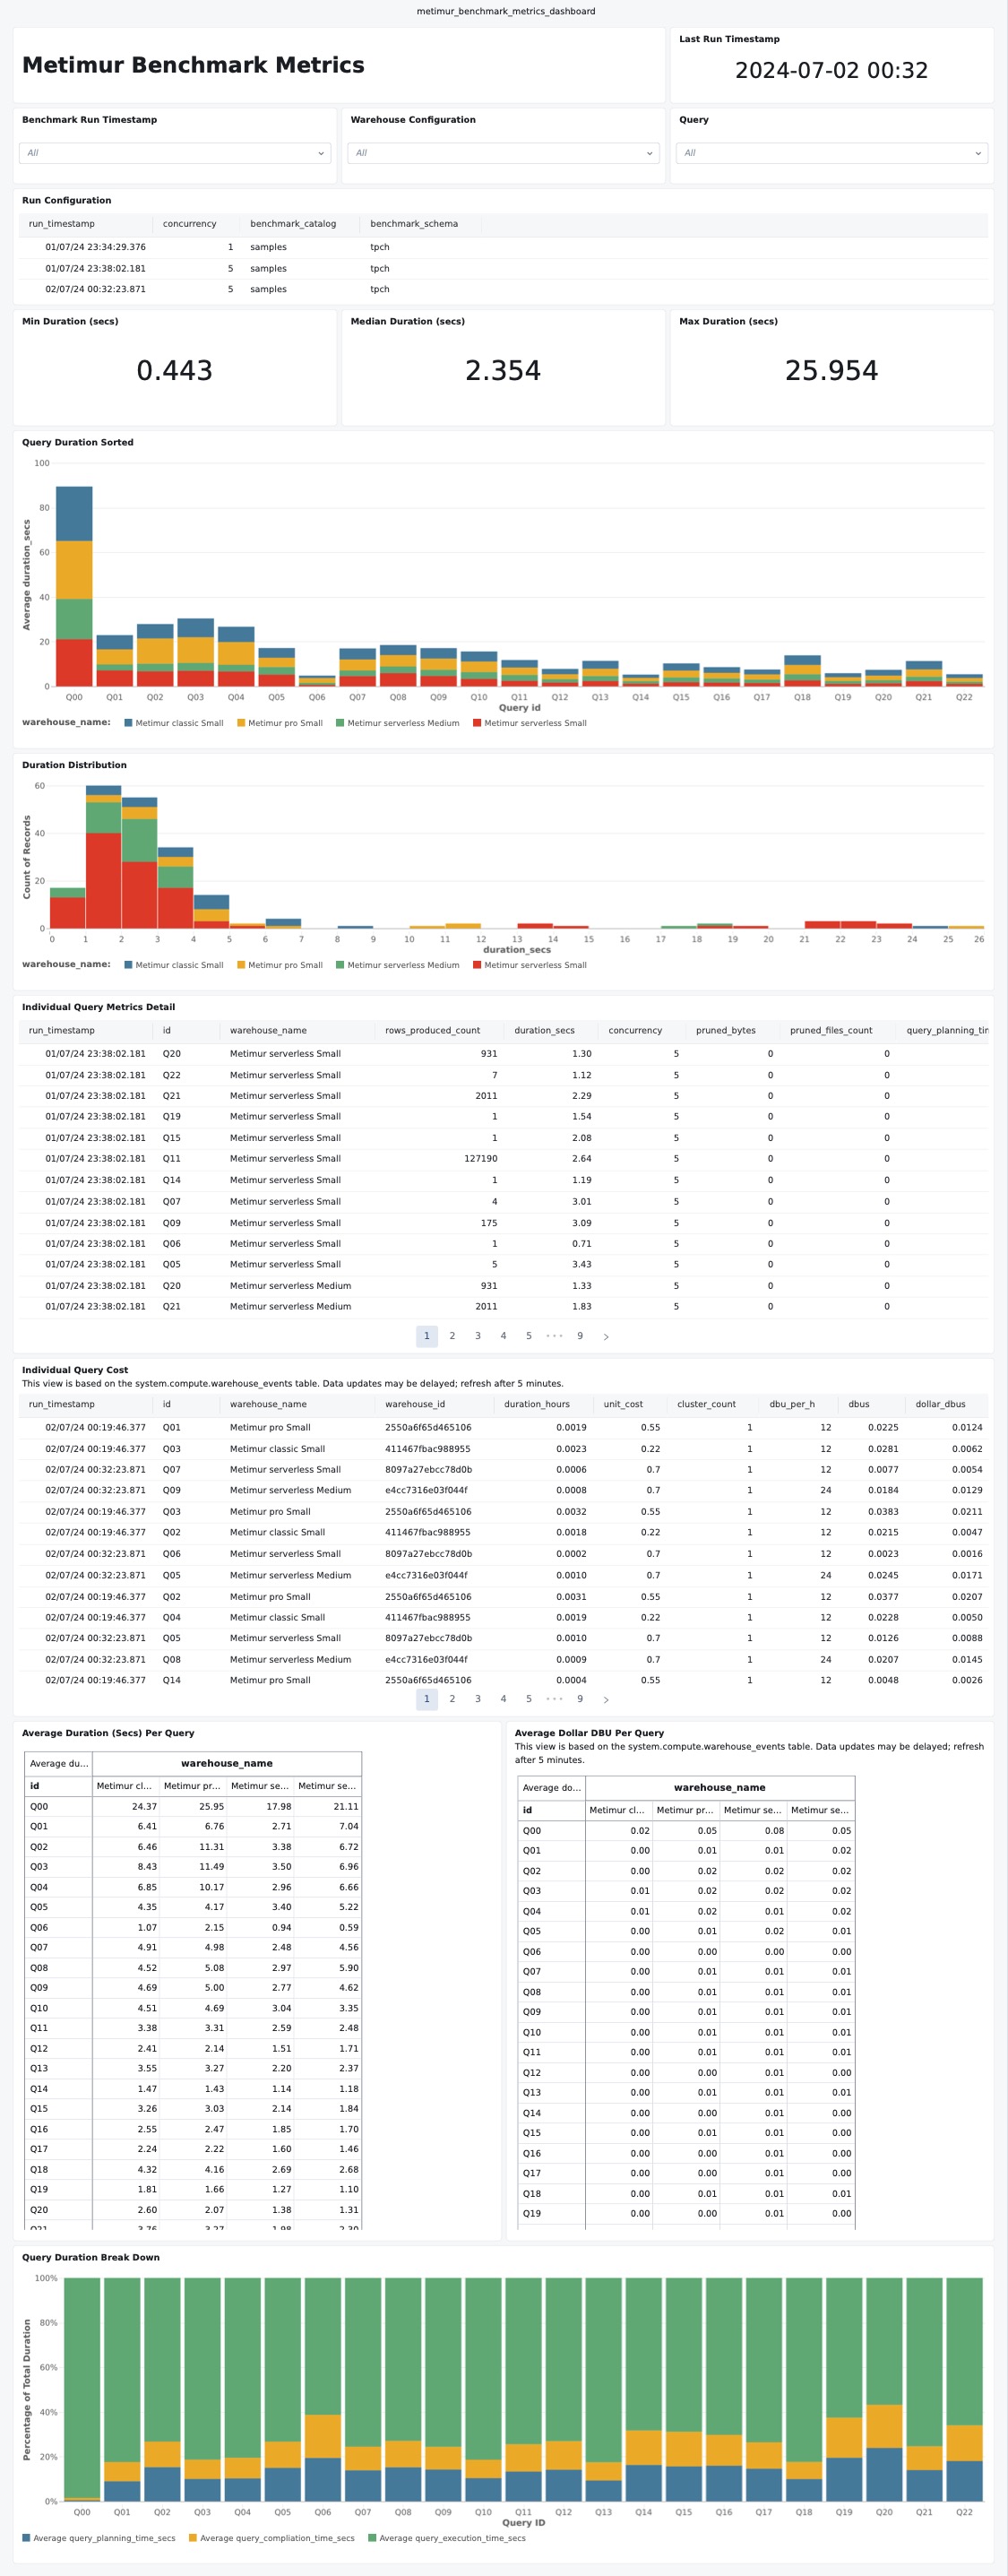 metimur_benchmark_metrics_dashboard
Metimur Benchmark Metrics
Last Run Timestamp
2024-07-02 00:32
Benchmark Run Timestamp
All
Warehouse Configuration
All
Query
All
Run Configuration
run_timestamp concurrency benchmark_catalog benchmark_schema
01/07/24 23:34:29.376 1 samples tpch
01/07/24 23:38:02.181 5 samples tpch
02/07/24 00:32:23.871 5 samples tpch
Min Duration (secs)
0.443
Median Duration (secs)
2.354
Max Duration (secs)
25.954
Query Duration Sorted
Average duration_secs
100
80
60
40
20
0
Q00 Q01 Q02 Q03 Q04 Q05 Q06 Q07 Q08 Q09 Q10 Q11 Q12 Q13 Q14 Q15 Q16 Q17 Q18 Q19 Q20 Q21 Q22
Query id
warehouse_name: Metimur classic Small Metimur pro Small Metimur serverless Medium Metimur serverless Small
Duration Distribution
Count of Records
60
40
20
0
0 1 2 3 4 5 6 7 8 9 10 11 12 13 14 15 16 17 18 19 20 21 22 23 24 25 26
duration_secs
warehouse_name: Metimur classic Small Metimur pro Small Metimur serverless Medium Metimur serverless Small
Individual Query Metrics Detail
run_timestamp id warehouse_name rows_produced_count duration_secs concurrency pruned_bytes pruned_files_count query_planning_tin
01/07/24 23:38:02.181 Q20 Metimur serverless Small 931 1.30 5 0 0
01/07/24 23:38:02.181 Q22 Metimur serverless Small 7 1.12 5 0 0
01/07/24 23:38:02.181 Q21 Metimur serverless Small 2011 2.29 5 0 0
01/07/24 23:38:02.181 Q19 Metimur serverless Small 1 1.54 5 0 0
01/07/24 23:38:02.181 Q15 Metimur serverless Small 1 2.08 5 0 0
01/07/24 23:38:02.181 Q11 Metimur serverless Small 127190 2.64 5 0 0
01/07/24 23:38:02.181 Q14 Metimur serverless Small 1 1.19 5 0 0
01/07/24 23:38:02.181 Q07 Metimur serverless Small 4 3.01 5 0 0
01/07/24 23:38:02.181 Q09 Metimur serverless Small 175 3.09 5 0 0
01/07/24 23:38:02.181 Q06 Metimur serverless Small 1 0.71 5 0 0
01/07/24 23:38:02.181 Q05 Metimur serverless Small 5 3.43 5 0 0
01/07/24 23:38:02.181 Q20 Metimur serverless Medium 931 1.33 5 0 0
01/07/24 23:38:02.181 Q21 Metimur serverless Medium 2011 1.83 5 0 0
1 2 3 4 5 ••• 9 >
Individual Query Cost
This view is based on the system.compute.warehouse_events table. Data updates may be delayed; refresh after 5 minutes.
run_timestamp id warehouse_name warehouse_id duration_hours unit_cost cluster_count dbu_per_h dbus dollar_dbus
02/07/24 00:19:46.377 Q01 Metimur pro Small 2550a6f65d465106 0.0019 0.55 1 12 0.0225 0.0124
02/07/24 00:19:46.377 Q03 Metimur classic Small 411467fbac988955 0.0023 0.22 1 12 0.0281 0.0062
02/07/24 00:32:23.871 Q07 Metimur serverless Small 8097a27ebcc78d0b 0.0006 0.7 1 12 0.0077 0.0054
02/07/24 00:32:23.871 Q09 Metimur serverless Medium e4cc7316e03f044f 0.0008 0.7 1 24 0.0184 0.0129
02/07/24 00:19:46.377 Q03 Metimur pro Small 2550a6f65d465106 0.0032 0.55 1 12 0.0383 0.0211
02/07/24 00:19:46.377 Q02 Metimur classic Small 411467fbac988955 0.0018 0.22 1 12 0.0215 0.0047
02/07/24 00:32:23.871 Q06 Metimur serverless Small 8097a27ebcc78d0b 0.0002 0.7 1 12 0.0023 0.0016
02/07/24 00:32:23.871 Q05 Metimur serverless Medium e4cc7316e03f044f 0.0010 0.7 1 24 0.0245 0.0171
02/07/24 00:19:46.377 Q02 Metimur pro Small 2550a6f65d465106 0.0031 0.55 1 12 0.0377 0.0207
02/07/24 00:19:46.377 Q04 Metimur classic Small 411467fbac988955 0.0019 0.22 1 12 0.0228 0.0050
02/07/24 00:32:23.871 Q05 Metimur serverless Small 8097a27ebcc78d0b 0.0010 0.7 1 12 0.0126 0.0088
02/07/24 00:32:23.871 Q08 Metimur serverless Medium e4cc7316e03f044f 0.0009 0.7 1 24 0.0207 0.0145
02/07/24 00:19:46.377 Q14 Metimur pro Small 2550a6f65d465106 0.0004 0.55 1 12 0.0048 0.0026
1 2 3 4 5 ••• 9 >
Average Duration (Secs) Per Query
Average du... warehouse_name
id Metimur cl... Metimur pr... Metimur se... Metimur se...
Q00 24.37 25.95 17.98 21.11
Q01 6.41 6.76 2.71 7.04
Q02 6.46 11.31 3.38 6.72
Q03 8.43 11.49 3.50 6.96
Q04 6.85 10.17 2.96 6.66
Q05 4.35 4.17 3.40 5.22
Q06 1.07 2.15 0.94 0.59
Q07 4.91 4.98 2.48 4.56
Q08 4.52 5.08 2.97 5.90
Q09 4.69 5.00 2.77 4.62
Q10 4.51 4.69 3.04 3.35
Q11 3.38 3.31 2.59 2.48
Q12 2.41 2.14 1.51 1.71
Q13 3.55 3.27 2.20 2.37
Q14 1.47 1.43 1.14 1.18
Q15 3.26 3.03 2.14 1.84
Q16 2.55 2.47 1.85 1.70
Q17 2.24 2.22 1.60 1.46
Q18 4.32 4.16 2.69 2.68
Q19 1.81 1.66 1.27 1.10
Q20 2.60 2.07 1.38 1.31
Q21 3.76 3.27 1.98 2.30
Average Dollar DBU Per Query
This view is based on the system.compute.warehouse_events table. Data updates may be delayed; refresh
after 5 minutes.
Average do... warehouse_name
id Metimur cl... Metimur pr... Metimur se... Metimur se...
Q00 0.02 0.05 0.08 0.05
Q01 0.00 0.01 0.01 0.02
Q02 0.00 0.02 0.02 0.02
Q03 0.01 0.02 0.02 0.02
Q04 0.01 0.02 0.01 0.02
Q05 0.00 0.01 0.02 0.01
Q06 0.00 0.00 0.00 0.00
Q07 0.00 0.01 0.01 0.01
Q08 0.00 0.01 0.01 0.01
Q09 0.00 0.01 0.01 0.01
Q10 0.00 0.01 0.01 0.01
Q11 0.00 0.01 0.01 0.01
Q12 0.00 0.00 0.01 0.00
Q13 0.00 0.01 0.01 0.01
Q14 0.00 0.00 0.01 0.00
Q15 0.00 0.01 0.01 0.00
Q16 0.00 0.00 0.01 0.00
Q17 0.00 0.00 0.01 0.00
Q18 0.00 0.01 0.01 0.01
Q19 0.00 0.00 0.01 0.00
Query Duration Break Down
Percentage of Total Duration
100%
80%
60%
40%
20%
0%
Q00 Q01 Q02 Q03 Q04 Q05 Q06 Q07 Q08 Q09 Q10 Q11 Q12 Q13 Q14 Q15 Q16 Q17 Q18 Q19 Q20 Q21 Q22
Query ID
Average query_planning_time_secs Average query_compliation_time_secs Average query_execution_time_secs